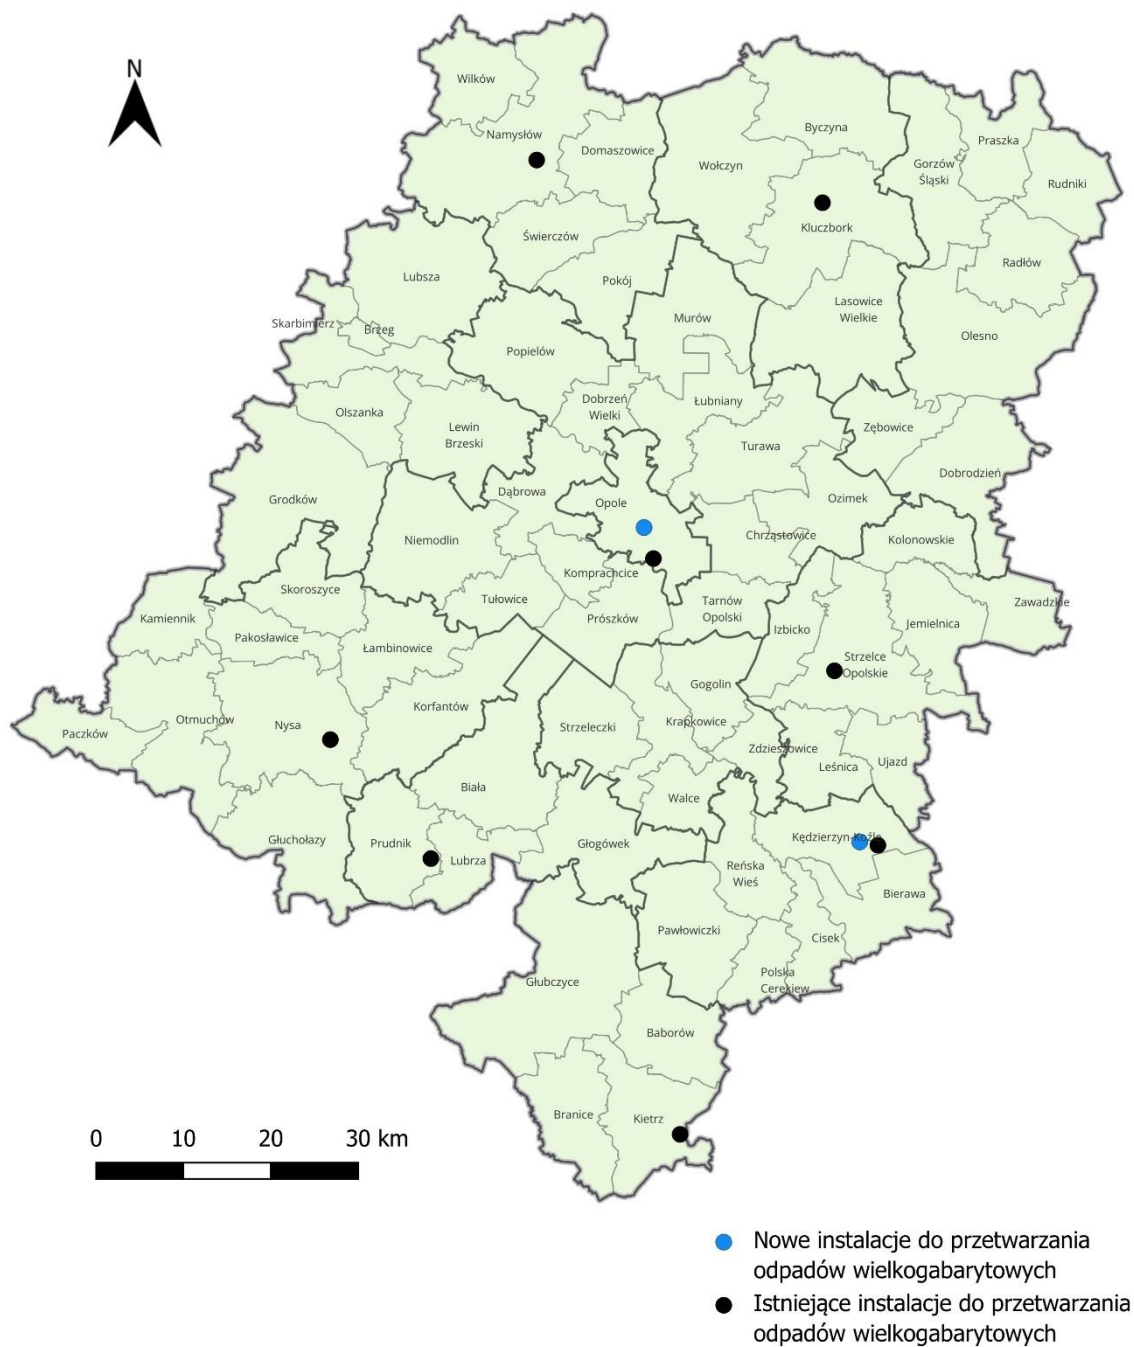 N
Wilków
Namysłów
Domaszowice
Byczyna
Praszka
Wołczyn
Gorzów
Śląski
Rudniki
Kluczbork
Świerczów
Radłów
Lubsza
Pokój
Lasowice
Wielkie
Skarbimierz
Brzeg
Murów
Olesno
Popielów
Olszanka
Dobrzeń
Wielki
Łubniany
Lewin
Brzeski
Zębowice
Turawa
Dobrodzień
Grodków
Dąbrowa
Opole
Ozimek
Niemodlin
Chrząstowice
Kolonowskie
Komprachcice
Skoroszyce
Tułowice
Tarnów
Opolski
Zawadzkie
Kamiennik
Prószków
Jemielnica
Pakosławice
Izbicko
Łambinowice
Strzelce
Opolskie
Gogolin
Korfantów
Otmuchów
Nysa
Strzeleczki
Krapkowice
Paczków
Zdzieszowice
Leśnica
Ujazd
Biała
Walce
Głuchołazy
Prudnik
Lubrza
Głogówek
Kędzierzyn-Koźle
Reńska
Wieś
Bierawa
Pawłowiczki
Cisek
Polska
Cerekiew
Głubczyce
Baborów
Branice
Kietrz
0 10 20 30 km
Nowe instalacje do przetwarzania
odpadów wielkogabarytowych
Istniejące instalacje do przetwarzania
odpadów wielkogabarytowych